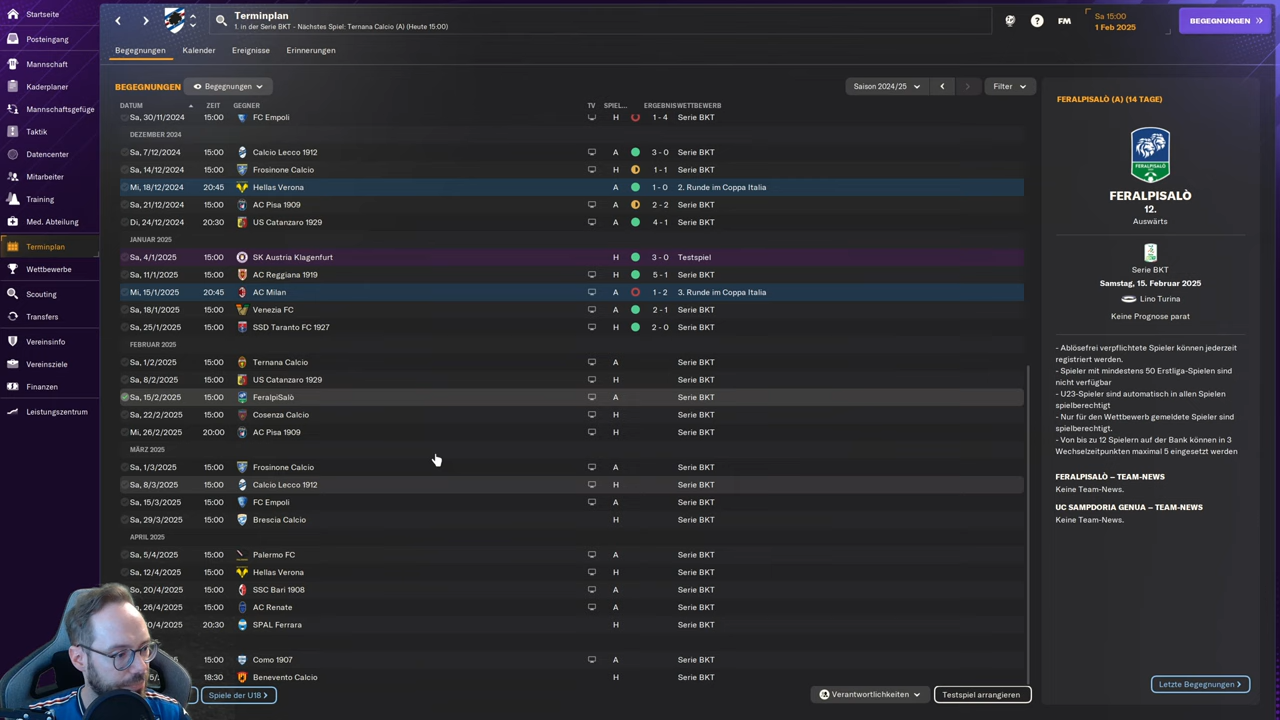 Startseite
Posteingang
Mannschaft
Kaderplaner
Mannschaftsgefüge
Taktik
Datencenter
Mitarbeiter
Training
Med. Abteilung
Terminplan
Wettbewerbe
Scouting
Transfers
Vereinsinfo
Vereinsziele
Finanzen
Leistungszentum
Terminplan
1. in der Serie BKT - Nächstes Spiel: Ternana Calcio (A) (Heute 15:00)
? FM
Sa 15:00
1 Feb 2025
BEGEGNUNGEN
Begegnungen Kalender Ereignisse Erinnerungen
BEGEGNUNGEN Begegnungen Saison 2024/25 Filter
DATUM ZEIT GEGNER TV SPIEL... ERGEBNIS WETTBEWERB
Sa, 30/11/2024 15:00 FC Empoli H 1 - 4 Serie BKT
DEZEMBER 2024
Sa, 7/12/2024 15:00 Calcio Lecco 1912 A 3 - 0 Serie BKT
Sa, 14/12/2024 15:00 Frosinone Calcio H 1 - 1 Serie BKT
Mi, 18/12/2024 20:45 Hellas Verona A 1 - 0 2. Runde im Coppa Italia
Sa, 21/12/2024 15:00 AC Pisa 1909 A 2 - 2 Serie BKT
Di, 24/12/2024 20:30 US Catanzaro 1929 A 4 - 1 Serie BKT
JANUAR 2025
Sa, 4/1/2025 15:00 SK Austria Klagenfurt H 3 - 0 Testspiel
Sa, 11/1/2025 15:00 AC Reggiana 1919 H 5 - 1 Serie BKT
Mi, 15/1/2025 20:45 AC Milan A 1 - 2 3. Runde im Coppa Italia
Sa, 18/1/2025 15:00 Venezia FC A 2 - 1 Serie BKT
Sa, 25/1/2025 15:00 SSD Taranto FC 1927 H 2 - 0 Serie BKT
FEBRUAR 2025
Sa, 1/2/2025 15:00 Ternana Calcio A Serie BKT
Sa, 8/2/2025 15:00 US Catanzaro 1929 H Serie BKT
Sa, 15/2/2025 15:00 FeralpiSalò A Serie BKT
Sa, 22/2/2025 15:00 Cosenza Calcio H Serie BKT
Mi, 26/2/2025 20:00 AC Pisa 1909 H Serie BKT
MÄRZ 2025
Sa, 1/3/2025 15:00 Frosinone Calcio A Serie BKT
Sa, 8/3/2025 15:00 Calcio Lecco 1912 H Serie BKT
Sa, 15/3/2025 15:00 FC Empoli A Serie BKT
Sa, 29/3/2025 15:00 Brescia Calcio H Serie BKT
APRIL 2025
Sa, 5/4/2025 15:00 Palermo FC A Serie BKT
Sa, 12/4/2025 15:00 Hellas Verona H Serie BKT
So, 20/4/2025 15:00 SSC Bari 1908 A Serie BKT
26/4/2025 15:00 AC Renate A Serie BKT
/4/2025 20:30 SPAL Ferrara H Serie BKT
15:00 Como 1907 A Serie BKT
18:30 Benevento Calcio H Serie BKT
Spiele der U18
Verantwortlichkeiten Testspiel arrangieren
FERALPISALÒ (A) (14 TAGE)
FERALPISALÒ
12.
Auswärts
Serie BKT
Samstag, 15. Februar 2025
Lino Turina
Keine Prognose parat
- Ablösefrei verpflichtete Spieler können jederzeit
registriert werden.
- Spieler mit mindestens 50 Erstliga-Spielen sind
nicht verfügbar
- U23-Spieler sind automatisch in allen Spielen
spielberechtigt
- Nur für den Wettbewerb gemeldete Spieler sind
spielberechtigt.
- Von bis zu 12 Spielern auf der Bank können in 3
Wechselzeitpunkten maximal 5 eingesetzt werden
FERALPISALÒ – TEAM-NEWS
Keine Team-News.
UC SAMPDORIA GENUA – TEAM-NEWS
Keine Team-News.
Letzte Begegnungen